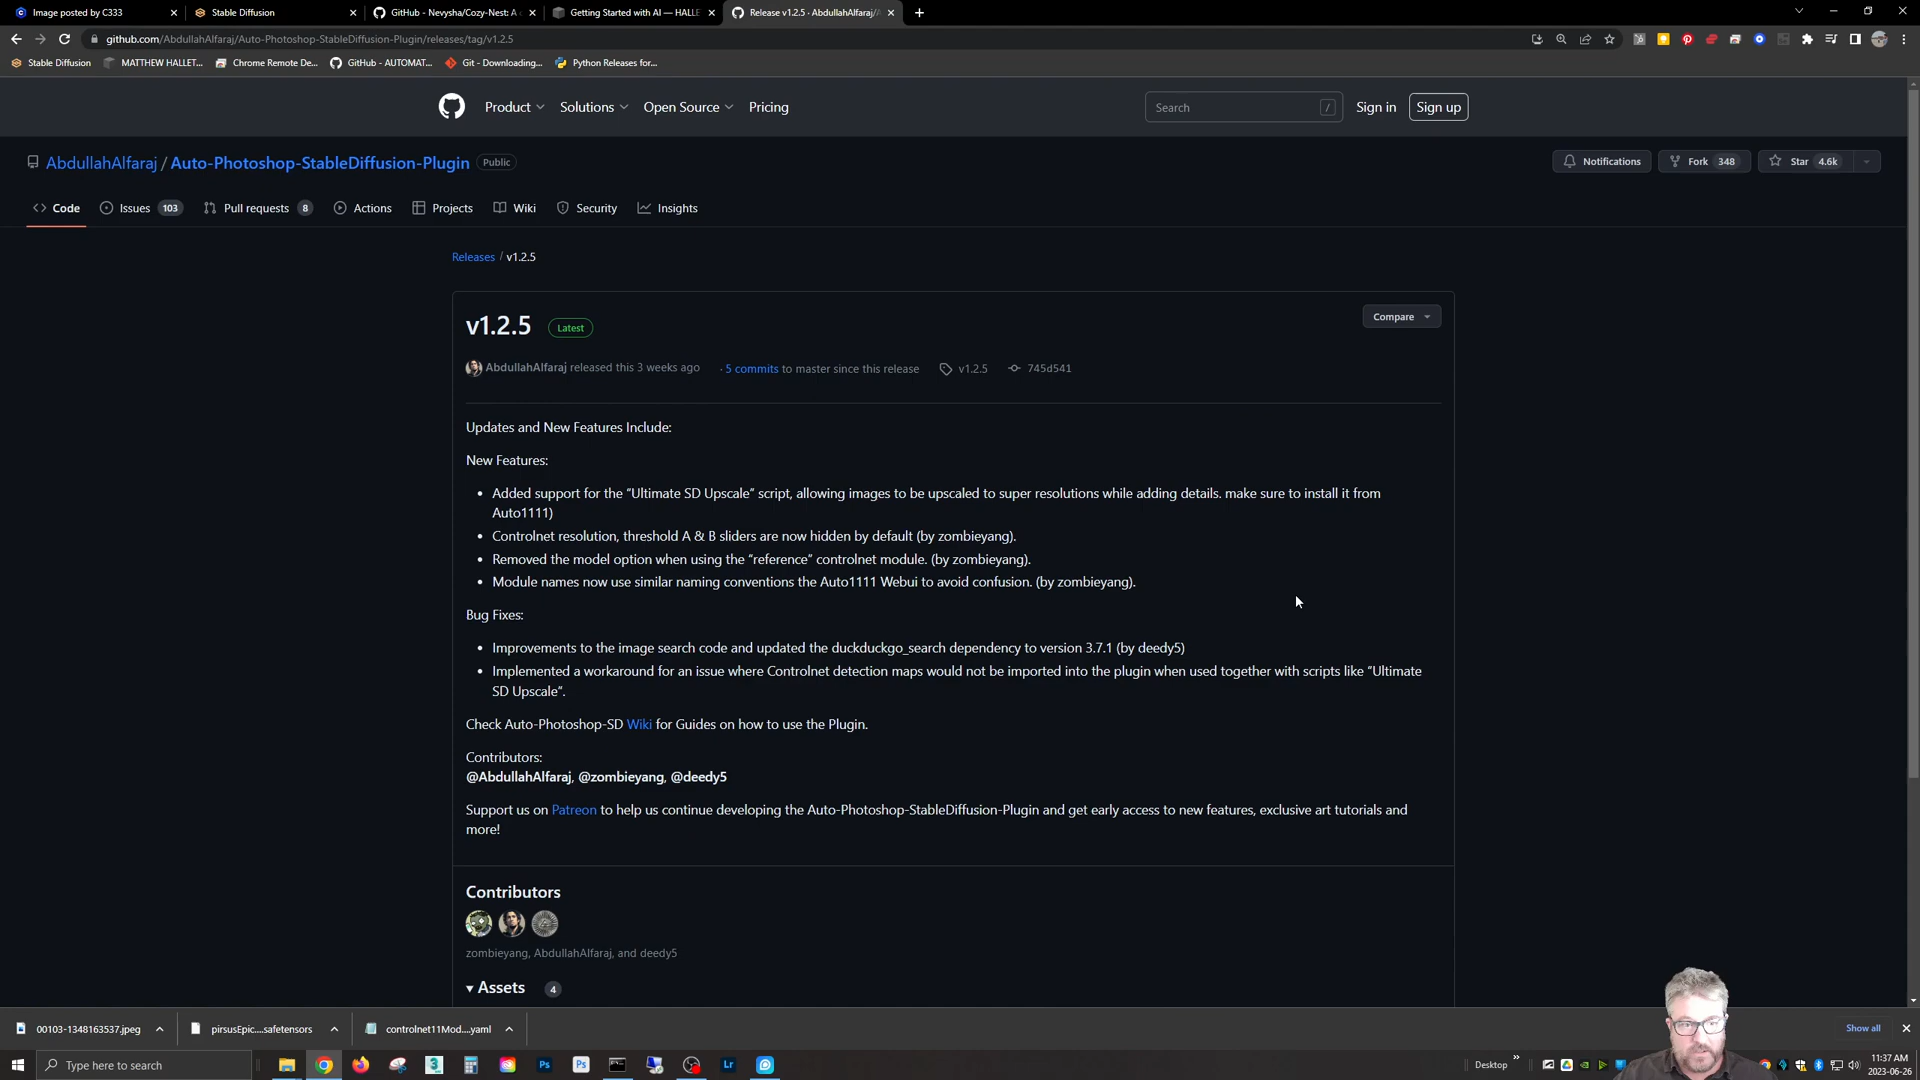 Image posted by C333
Stable Diffusion
GitHub - Nevysha/Cozy-Nest: A c
Getting Started with AI — HALLE
Release v1.2.5 · AbdullahAlfaraj/A
github.com/AbdullahAlfaraj/Auto-Photoshop-StableDiffusion-Plugin/releases/tag/v1.2.5
Stable Diffusion
MATTHEW HALLET...
Chrome Remote De...
GitHub - AUTOMAT...
Git - Downloading...
Python Releases for...
Product
Solutions
Open Source
Pricing
Search /
Sign in
Sign up
AbdullahAlfaraj / Auto-Photoshop-StableDiffusion-Plugin Public
Notifications
Fork 348
Star 4.6k
Code
Issues 103
Pull requests 8
Actions
Projects
Wiki
Security
Insights
Releases / v1.2.5
v1.2.5 Latest
Compare
AbdullahAlfaraj released this 3 weeks ago · 5 commits to master since this release v1.2.5 745d541
Updates and New Features Include:
New Features:
• Added support for the “Ultimate SD Upscale” script, allowing images to be upscaled to super resolutions while adding details. make sure to install it from
Auto1111)
• Controlnet resolution, threshold A & B sliders are now hidden by default (by zombieyang).
• Removed the model option when using the “reference” controlnet module. (by zombieyang).
• Module names now use similar naming conventions the Auto1111 Webui to avoid confusion. (by zombieyang).
Bug Fixes:
• Improvements to the image search code and updated the duckduckgo_search dependency to version 3.7.1 (by deedy5)
• Implemented a workaround for an issue where Controlnet detection maps would not be imported into the plugin when used together with scripts like “Ultimate
SD Upscale“.
Check Auto-Photoshop-SD Wiki for Guides on how to use the Plugin.
Contributors:
@AbdullahAlfaraj, @zombieyang, @deedy5
Support us on Patreon to help us continue developing the Auto-Photoshop-StableDiffusion-Plugin and get early access to new features, exclusive art tutorials and
more!
Contributors
zombieyang, AbdullahAlfaraj, and deedy5
Assets 4
00103-1348163537.jpeg
pirsusEpic....safetensors
controlnet11Mod....yaml
Show all
Type here to search
3
Ps
Ps
Lr
Desktop
11:37 AM
2023-06-26